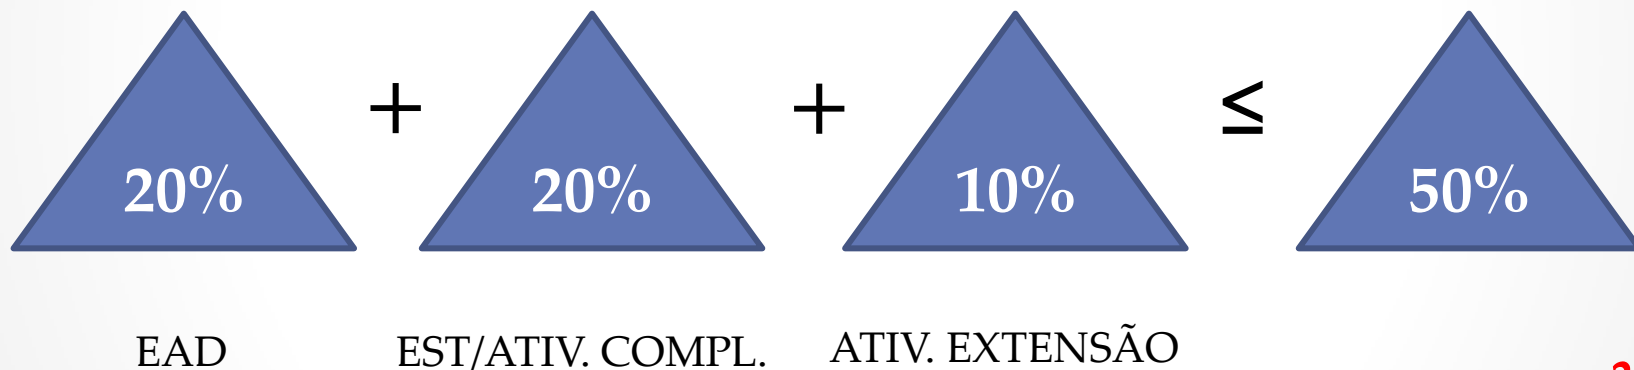 20% + 20% + 10% ≤ 50%
EAD EST/ATIV. COMPL. ATIV. EXTENSÃO